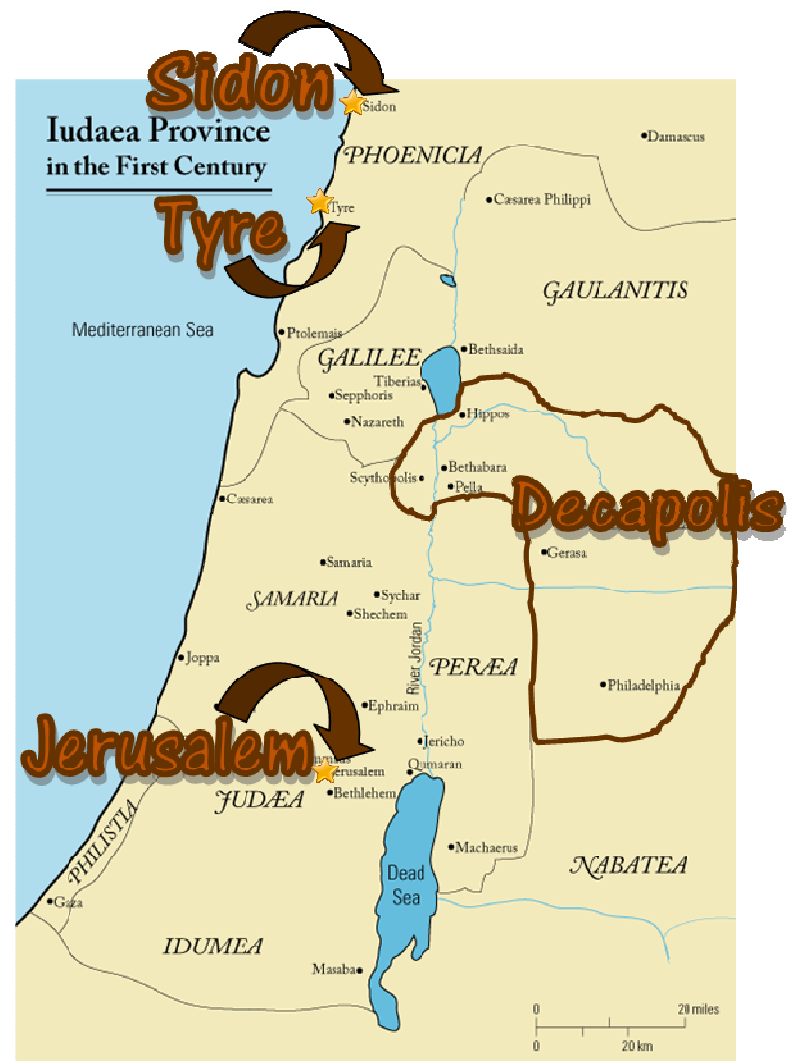 Sidon
Sidon
Iudaea Province
in the First Century
PHOENICIA
Damascus
Tyre
Tyre
Cæsarea Philippi
GAULANITIS
Mediterranean Sea
Ptolemais
GALILEE
Bethsaida
Tiberias
Sepphoris
Hippos
Nazareth
Bethabara
Scythopolis
Pella
Decapolis
Cæsarea
Gerasa
Samaria
SAMARIA
Sychar
Shechem
River Jordan
Joppa
PERÆA
Philadelphia
Ephraim
Jerusalem
Jericho
Qumaran
erusalem
JUDÆA
Bethlehem
PHILISTIA
Machaerus
NABATEA
Dead
Sea
Gaza
IDUMEA
Masaba
0 20 miles
0 20 km